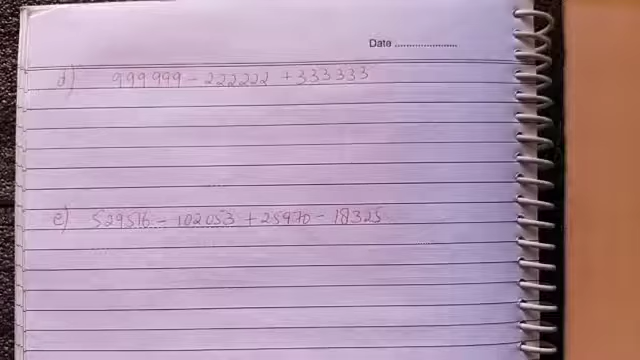 Date ......................
d) 999999 - 222222 + 333333
e) 529516 - 102053 + 25970 - 18325